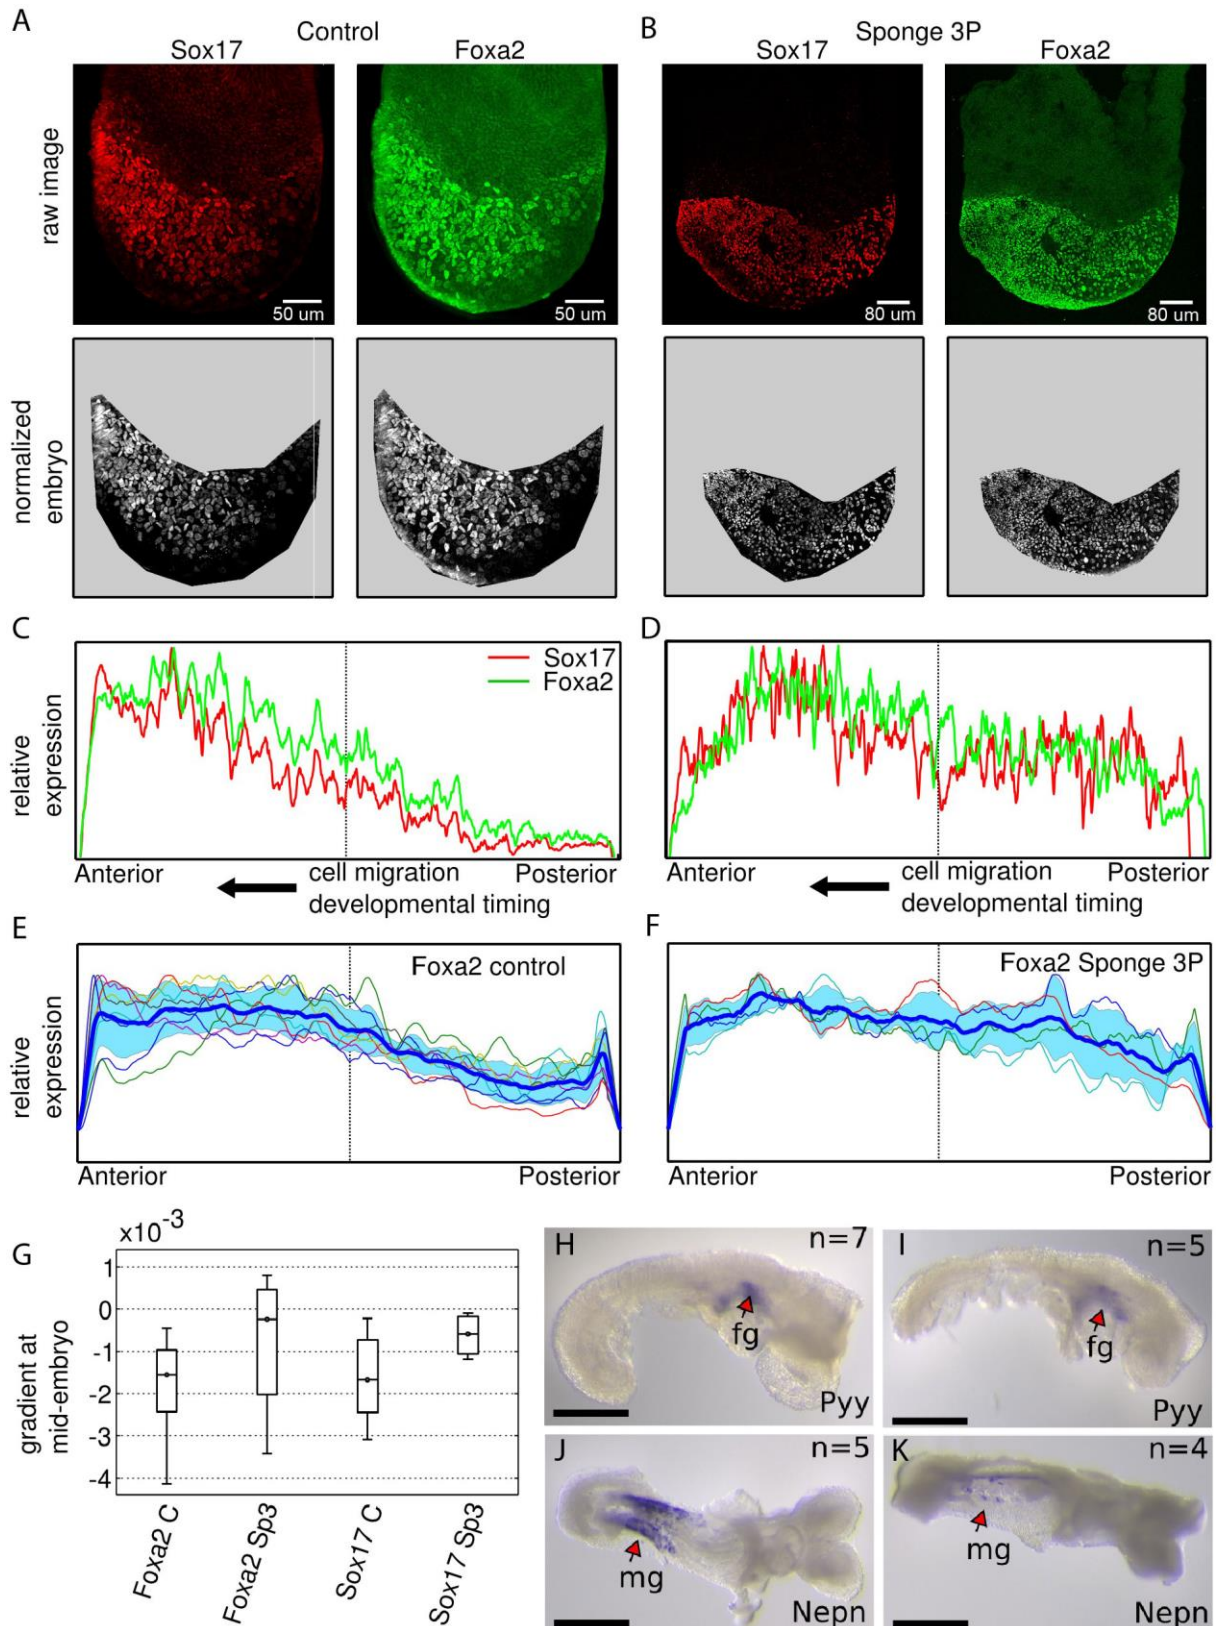 A
Control
B
Sponge 3P
Sox17
Foxa2
Sox17
Foxa2
raw image
50 um
50 um
80 um
80 um
normalized
embryo
C
D
relative
expression
Sox17
Foxa2
Anterior
cell migration
developmental timing
Posterior
Anterior
cell migration
developmental timing
Posterior
E
F
relative
expression
Foxa2 control
Foxa2 Sponge 3P
Anterior
Posterior
Anterior
Posterior
G
x10-3
gradient at
mid-embryo
1
0
-1
-2
-3
-4
Foxa2 C
Foxa2 Sp3
Sox17 C
Sox17 Sp3
H
n=7
fg
Pyy
I
n=5
fg
Pyy
J
n=5
mg
Nepn
K
n=4
mg
Nepn